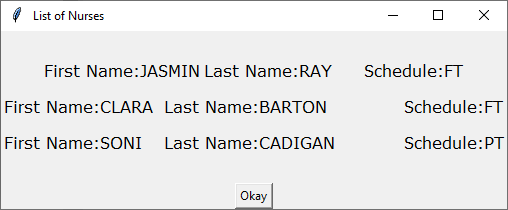 List of Nurses
First Name:JASMIN Last Name:RAY Schedule:FT
First Name:CLARA Last Name:BARTON Schedule:FT
First Name:SONI Last Name:CADIGAN Schedule:PT
Okay